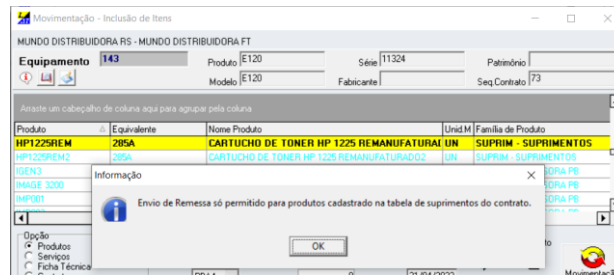 Movimentação - Inclusão de Itens
MUNDO DISTRIBUIDORA RS - MUNDO DISTRIBUIDORA FT
Equipamento 143 Produto E120 Série 11324 Patrimônio
Modelo E120 Fabricante Seq.Contrato 73
Arraste um cabeçalho de coluna aqui para agrupar pela coluna
Produto Equivalente Nome Produto Unid.M Família de Produto
HP1225REM 285A CARTUCHO DE TONER HP 1225 REMANUFATURAI UN SUPRIM - SUPRIMENTOS
HP1225REM2 285A CARTUCHO DE TONER HP 1225 REMANUFATURADO2 UN SUPRIM - SUPRIMENTOS
IGEN3
IMAGE 3200
IMP001
Informação
Envio de Remessa só permitido para produtos cadastrado na tabela de suprimentos do contrato.
OK
Opção
Produtos
Serviços
Ficha Técnica